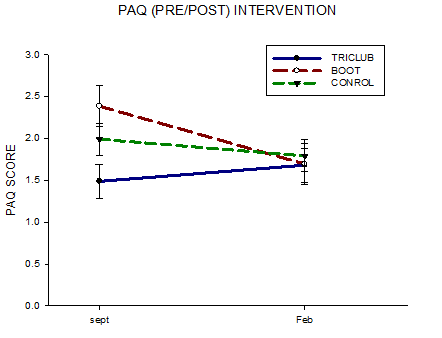 PAQ (PRE/POST) INTERVENTION
TRICLUB
BOOT
CONROL
3.0
2.5
2.0
1.5
1.0
0.5
0.0
PAQ SCORE
sept
Feb